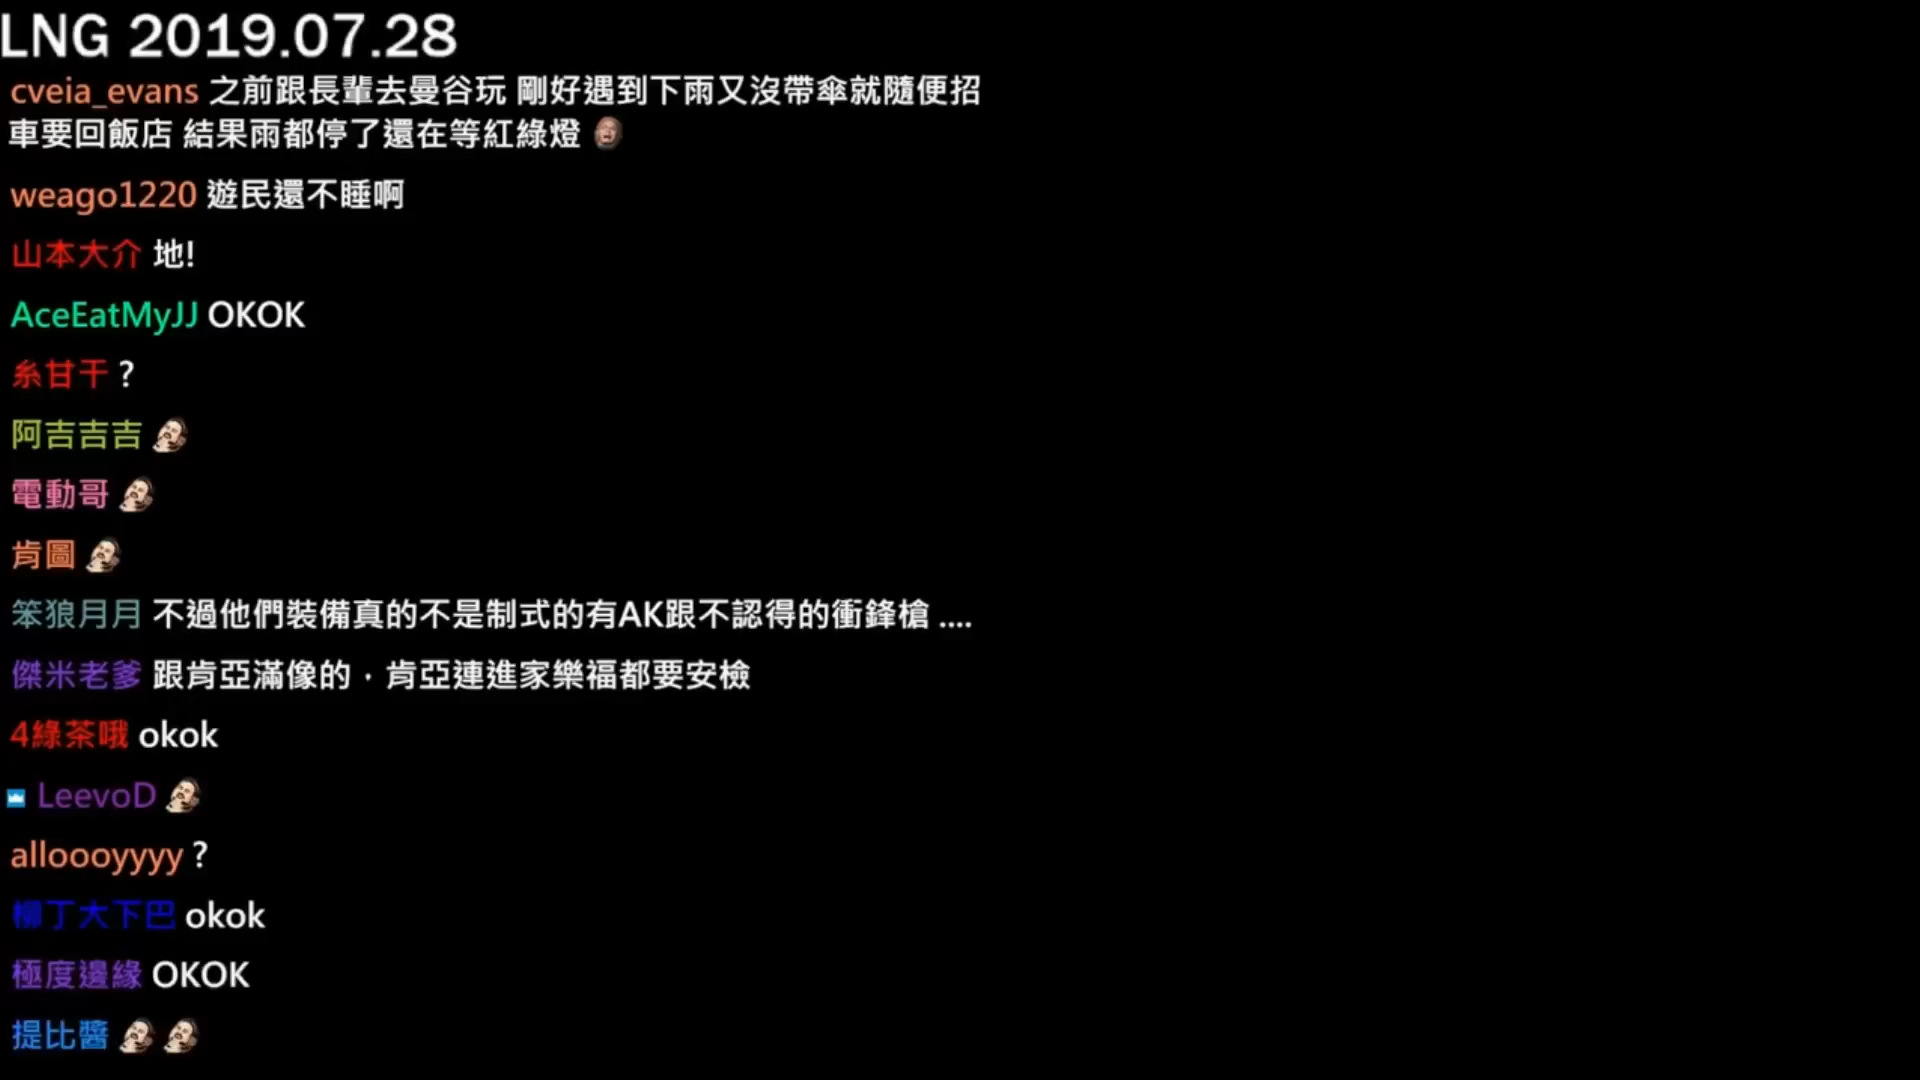 LNG 2019.07.28
cveia_evans 之前跟長輩去曼谷玩 剛好遇到下雨又沒帶傘就隨便招
車要回飯店 結果雨都停了還在等紅綠燈
weago1220 遊民還不睡啊
山本大介 地!
AceEatMyJJ OKOK
糸甘干 ?
阿吉吉吉
電動哥
肯圖
笨狼月月 不過他們裝備真的不是制式的有AK跟不認得的衝鋒槍 ....
傑米老爹 跟肯亞滿像的，肯亞連進家樂福都要安檢
4綠茶哦 okok
LeevoD
alloooyyyy ?
柳丁大下巴 okok
極度邊緣 OKOK
提比醬